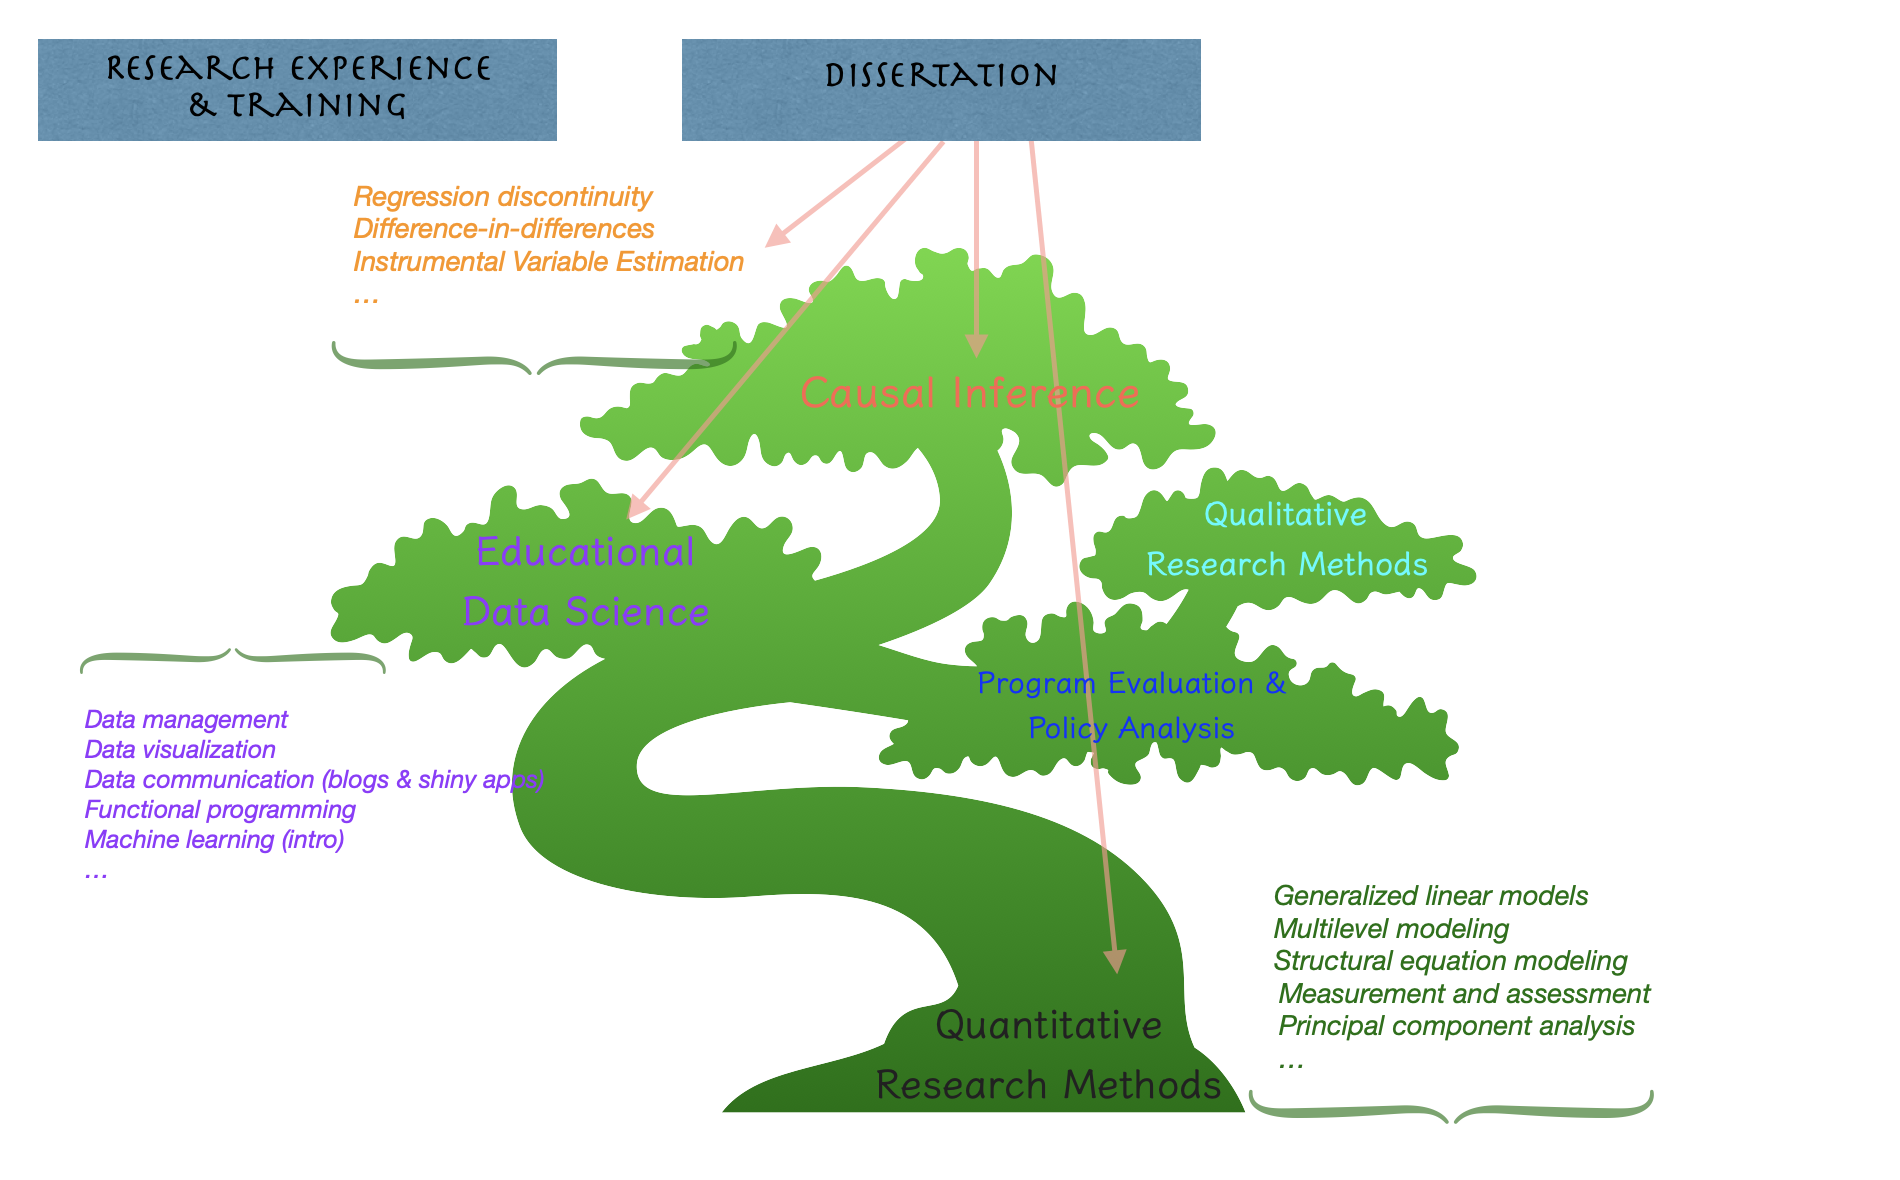 RESEARCH EXPERIENCE
& TRAINING
DISSERTATION
Regression discontinuity
Difference-in-differences
Instrumental Variable Estimation
…
Causal Inference
Educational
Data Science
Qualitative
Research Methods
Program Evaluation &
Policy Analysis
Data management
Data visualization
Data communication (blogs & shiny apps)
Functional programming
Machine learning (intro)
…
Generalized linear models
Multilevel modeling
Structural equation modeling
Measurement and assessment
Principal component analysis
…
Quantitative
Research Methods